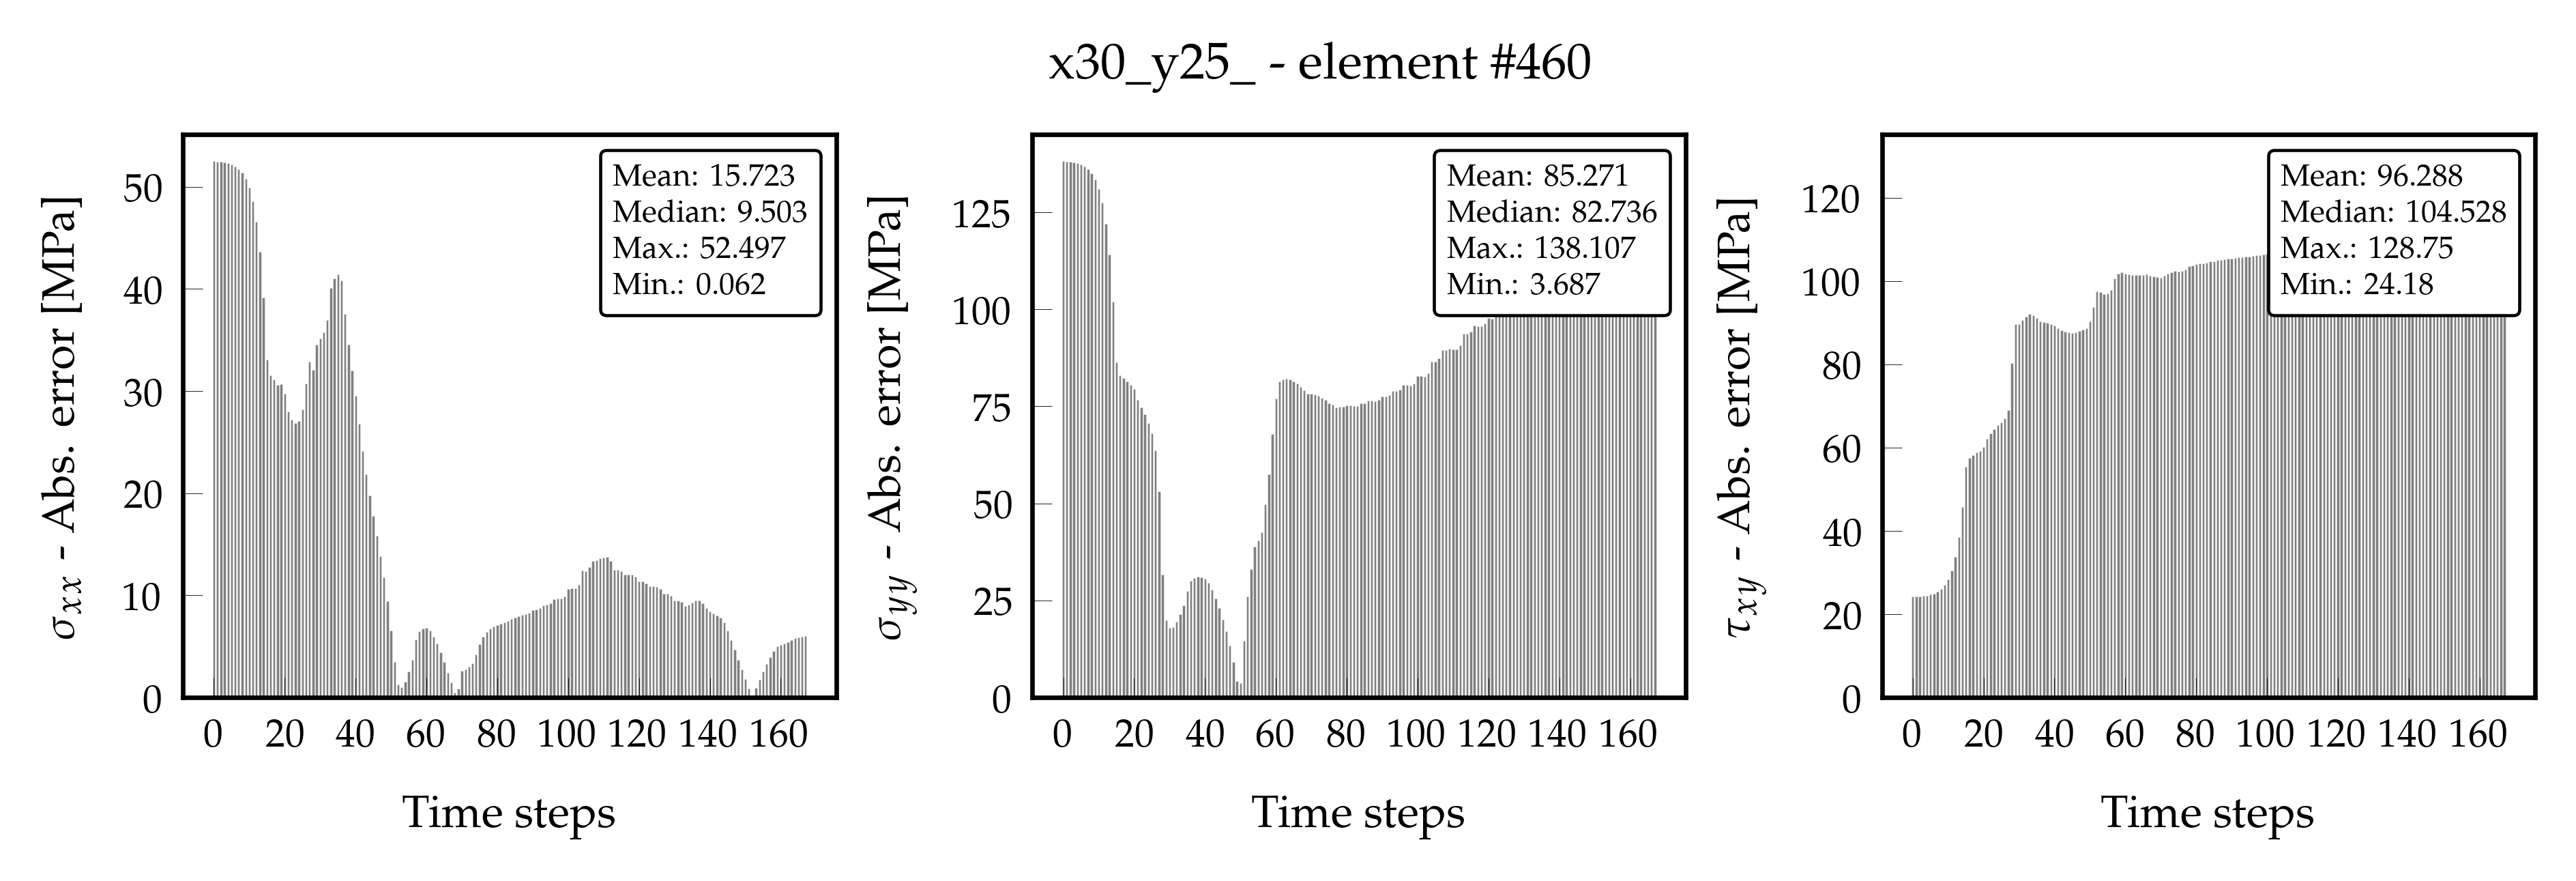 x30_y25_ - element #460
σxx - Abs. error [MPa]
50
40
30
20
10
0
Mean: 15.723
Median: 9.503
Max.: 52.497
Min.: 0.062
0 20 40 60 80 100 120 140 160
Time steps
σyy - Abs. error [MPa]
125
100
75
50
25
0
Mean: 85.271
Median: 82.736
Max.: 138.107
Min.: 3.687
0 20 40 60 80 100 120 140 160
Time steps
τxy - Abs. error [MPa]
120
100
80
60
40
20
0
Mean: 96.288
Median: 104.528
Max.: 128.75
Min.: 24.18
0 20 40 60 80 100 120 140 160
Time steps